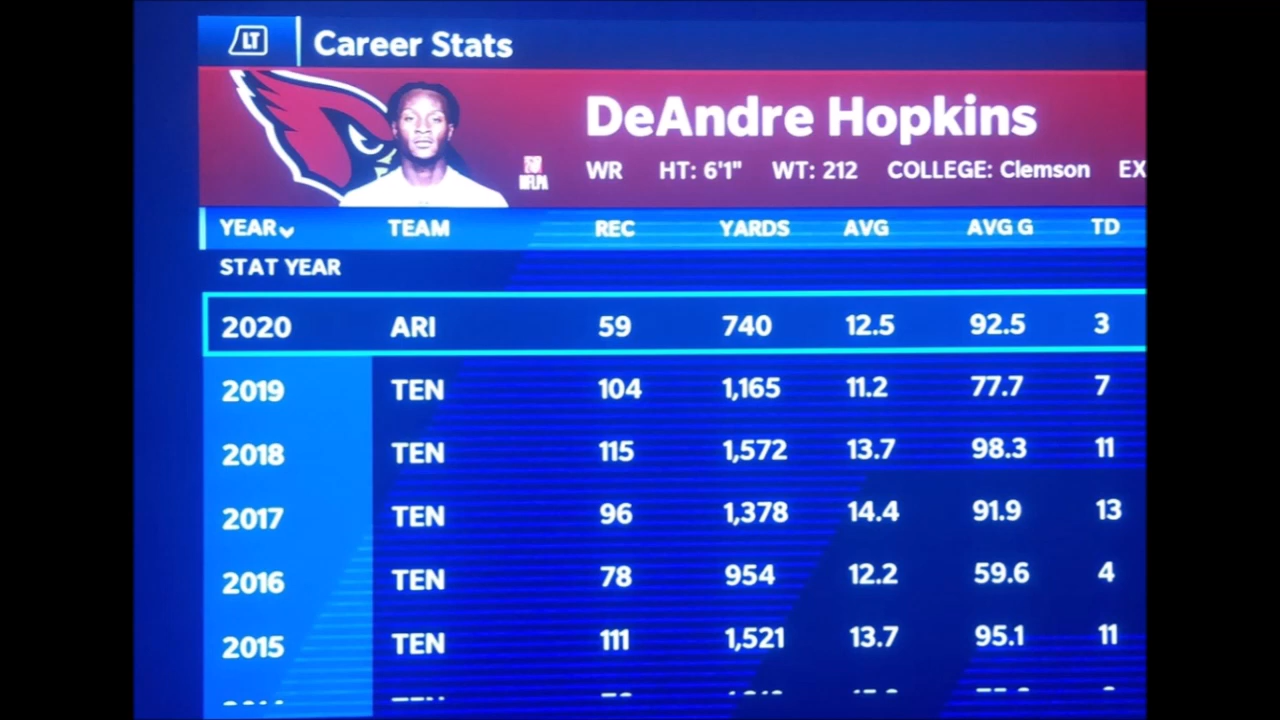 LT Career Stats
DeAndre Hopkins
NFLPA WR HT: 6'1" WT: 212 COLLEGE: Clemson EX
YEAR TEAM REC YARDS AVG AVG G TD
STAT YEAR
2020 ARI 59 740 12.5 92.5 3
2019 TEN 104 1,165 11.2 77.7 7
2018 TEN 115 1,572 13.7 98.3 11
2017 TEN 96 1,378 14.4 91.9 13
2016 TEN 78 954 12.2 59.6 4
2015 TEN 111 1,521 13.7 95.1 11